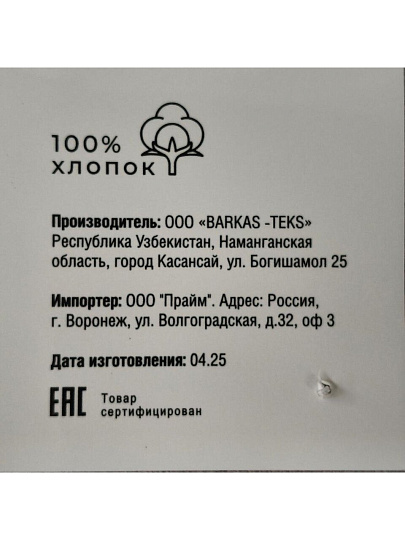 100%
ХЛОПОК
Производитель: ООО «BARKAS -TEKS»
Республика Узбекистан, Наманганская
область, город Касансай, ул. Богишамол 25
Импортер: ООО "Прайм". Адрес: Россия,
г. Воронеж, ул. Волгоградская, д.32, оф 3
Дата изготовления: 04.25
EAC Товар
сертифицирован